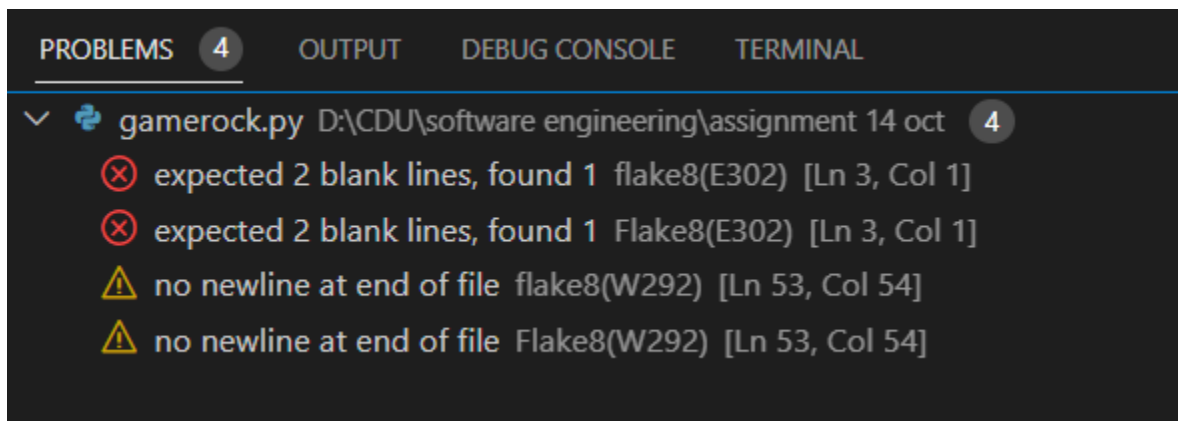 PROBLEMS 4 OUTPUT DEBUG CONSOLE TERMINAL
gamerock.py D:\CDU\software engineering\assignment 14 oct 4
expected 2 blank lines, found 1 flake8(E302) [Ln 3, Col 1]
expected 2 blank lines, found 1 Flake8(E302) [Ln 3, Col 1]
no newline at end of file flake8(W292) [Ln 53, Col 54]
no newline at end of file Flake8(W292) [Ln 53, Col 54]